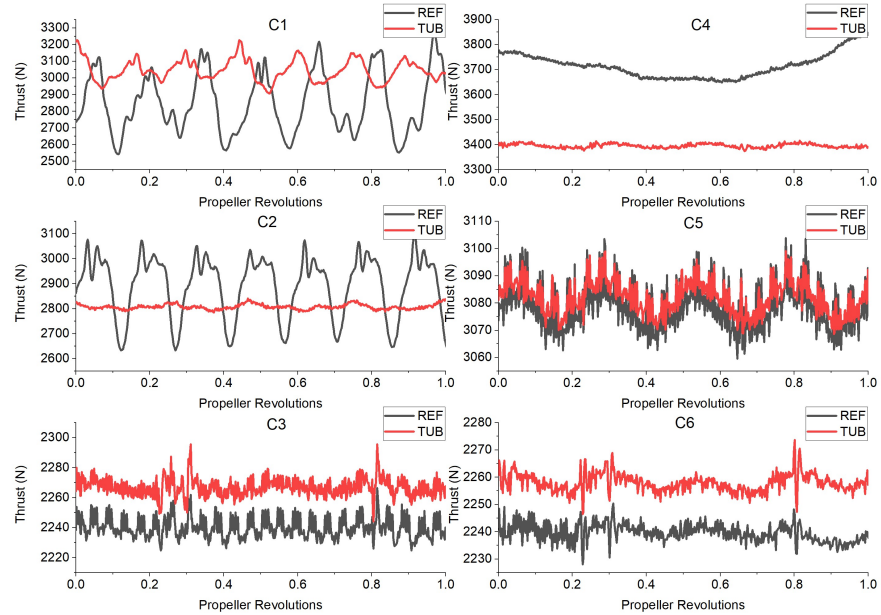 C1
REF
TUB
Thrust (N)
3300
3200
3100
3000
2900
2800
2700
2600
2500
0.0 0.2 0.4 0.6 0.8 1.0
Propeller Revolutions
C4
REF
TUB
Thrust (N)
3900
3800
3700
3600
3500
3400
3300
0.0 0.2 0.4 0.6 0.8 1.0
Propeller Revolutions
C2
REF
TUB
Thrust (N)
3100
3000
2900
2800
2700
2600
0.0 0.2 0.4 0.6 0.8 1.0
Propeller Revolutions
C5
REF
TUB
Thrust (N)
3110
3100
3090
3080
3070
3060
0.0 0.2 0.4 0.6 0.8 1.0
Propeller Revolutions
C3
REF
TUB
Thrust (N)
2300
2280
2260
2240
2220
0.0 0.2 0.4 0.6 0.8 1.0
Propeller Revolutions
C6
REF
TUB
Thrust (N)
2280
2270
2260
2250
2240
2230
0.0 0.2 0.4 0.6 0.8 1.0
Propeller Revolutions